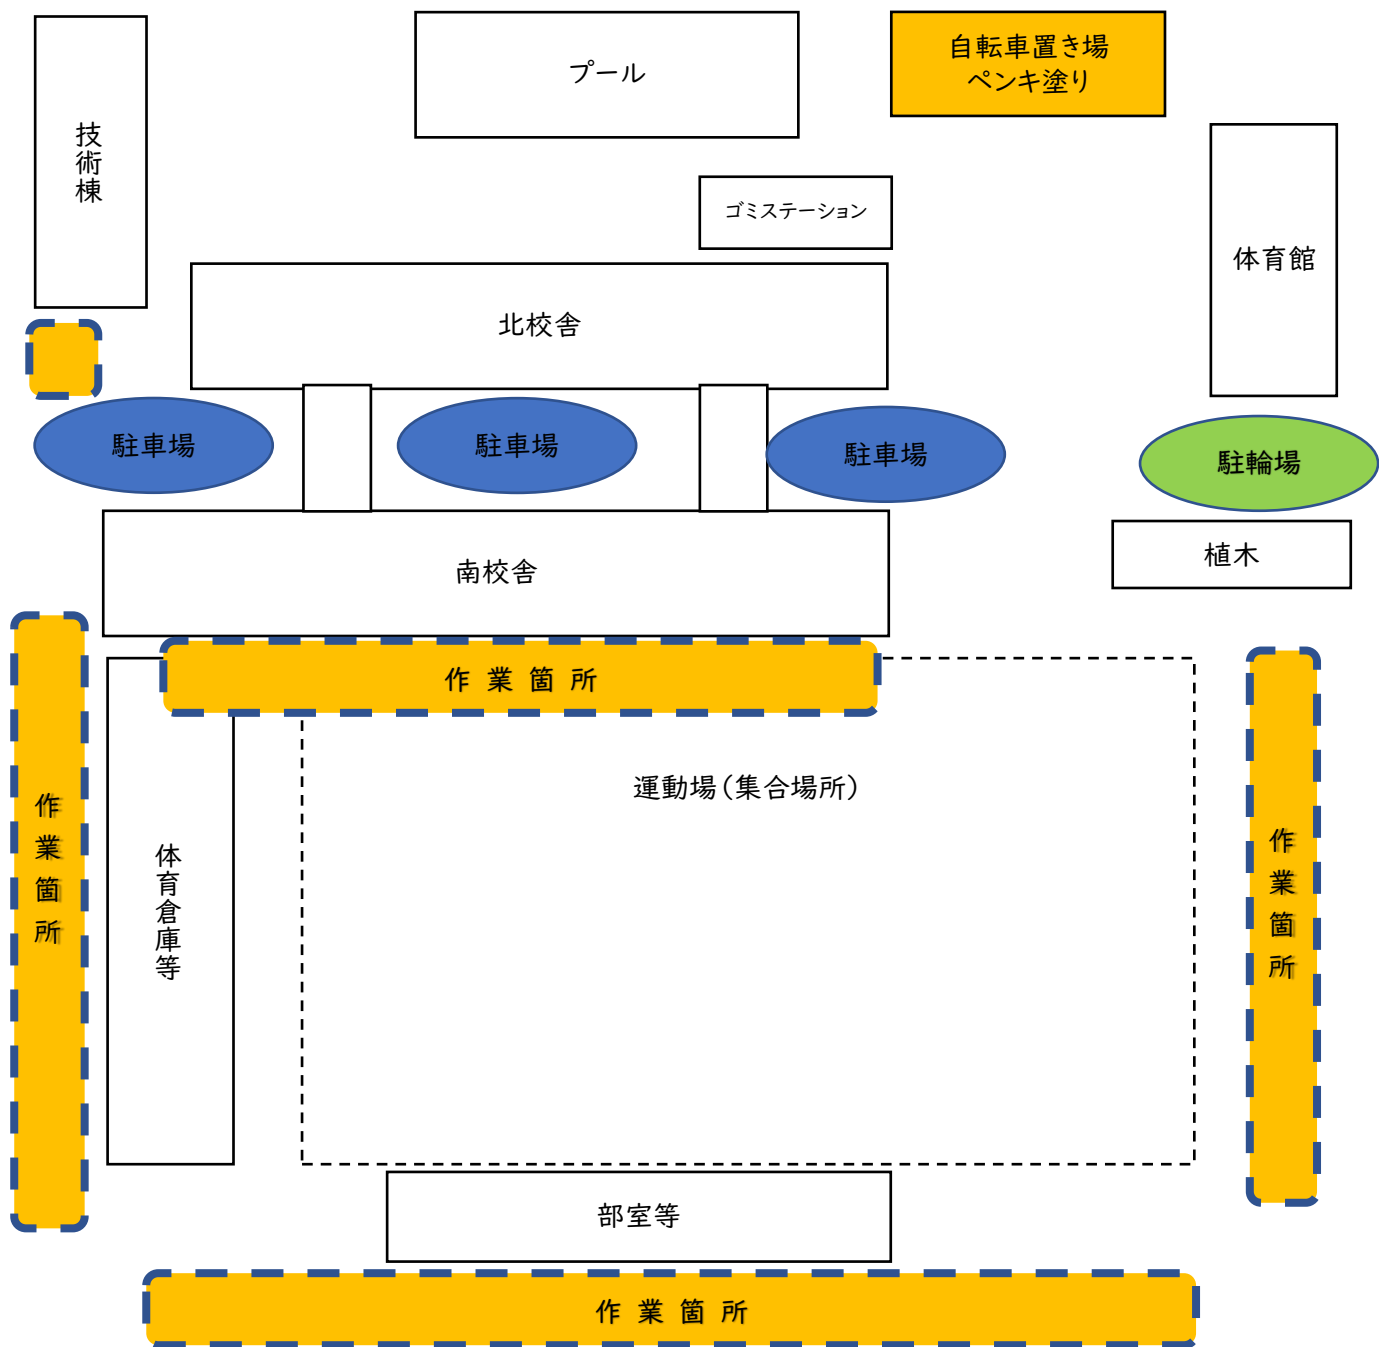 プール
自転車置き場
ペンキ塗り
技術棟
ゴミステーション
体育館
北校舎
駐車場
駐車場
駐車場
駐輪場
植木
南校舎
作業箇所
運動場(集合場所)
作業箇所
体育倉庫等
作業箇所
部室等
作業箇所